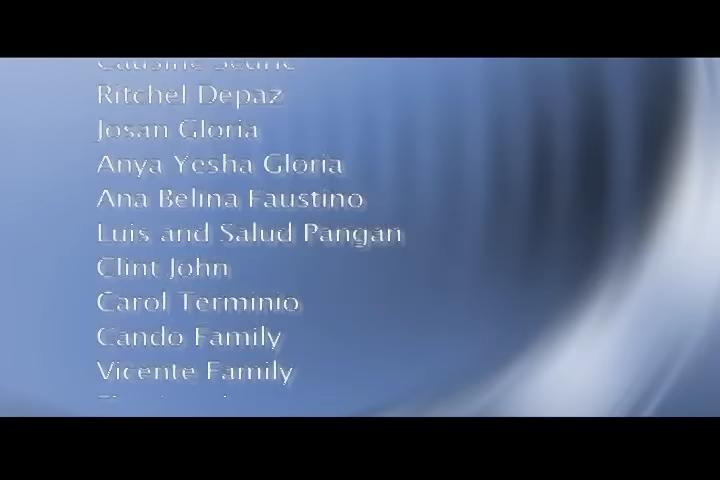 Ritchel Depaz
Josan Gloria
Anya Yesha Gloria
Ana Belina Faustino
Luis and Salud Pangan
Clint John
Carol Terminio
Cando Family
Vicente Family